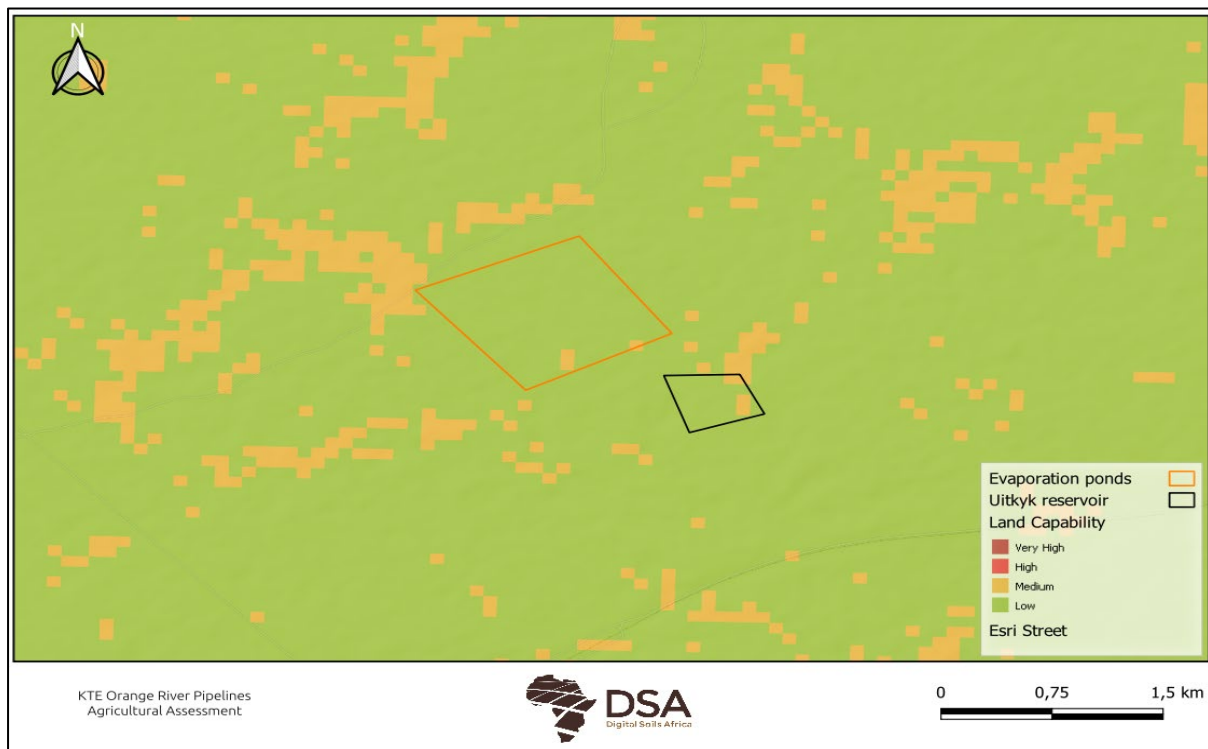 N
Evaporation ponds
Uitkyk reservoir
Land Capability
Very High
High
Medium
Low
Esri Street
KTE Orange River Pipelines
Agricultural Assessment
DSA
Digital Soils Africa
0 0,75 1,5 km